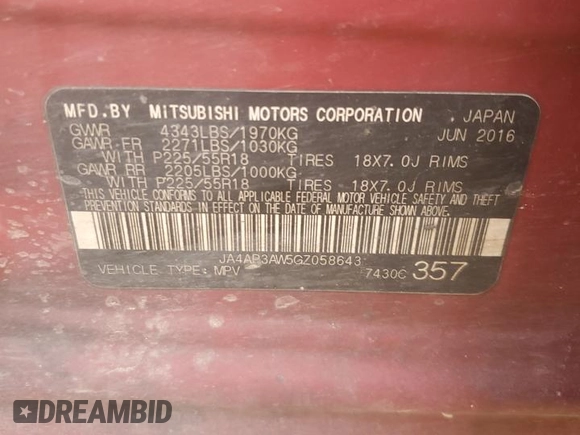 MFD.BY MITSUBISHI MOTORS CORPORATION JAPAN
GVWR 4343LBS/1970KG JUN 2016
GAWR-FR 2271LBS/1030KG
WITH P225/55R18 TIRES 18X7.0J RIMS
GAWR-RR 2205LBS/1000KG
WITH P225/55R18 TIRES 18X7.0J RIMS
THIS VEHICLE CONFORMS TO ALL APPLICABLE FEDERAL MOTOR VEHICLE SAFETY AND THEFT
PREVENTION STANDARDS IN EFFECT ON THE DATE OF MANUFACTURE SHOWN ABOVE.
JA4AP3AW5GZ058643
VEHICLE TYPE: MPV 7430C 357
DREAMBID